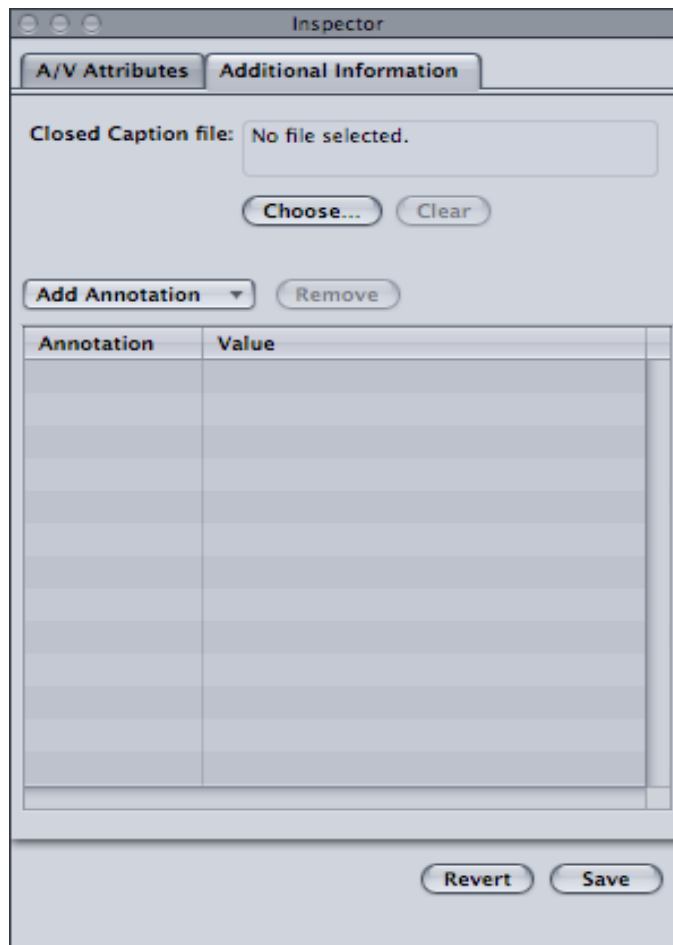 Inspector
A/V Attributes Additional Information
Closed Caption file: No file selected.
Choose... Clear
Add Annotation Remove
Annotation Value
Revert Save